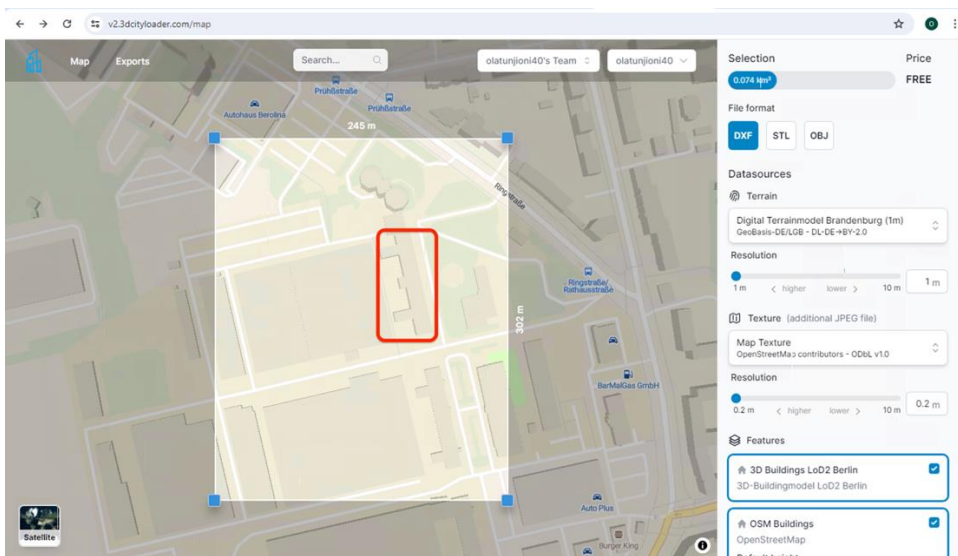 v2.3dcityloader.com/map
Map
Exports
Search...
olatunjioni40's Team
olatunjioni40
Prühßstraße
Prühßstraße
Autohaus Berolina
245 m
Ringstraße
Ringstraße/
Rathausstraße
302 m
BarMalGas GmbH
Auto Plus
Burger King
Satellite
Selection
Price
0.074 km²
FREE
File format
DXF
STL
OBJ
Datasources
Terrain
Digital Terrainmodel Brandenburg (1m)
GeoBasis-DE/LGB - DL-DE->BY-2.0
Resolution
1 m
< higher
lower >
10 m
1 m
Texture (additional JPEG file)
Map Texture
OpenStreetMap contributors - ODbL v1.0
Resolution
0.2 m
< higher
lower >
10 m
0.2 m
Features
3D Buildings LoD2 Berlin
3D-Buildingmodel LoD2 Berlin
OSM Buildings
OpenStreetMap